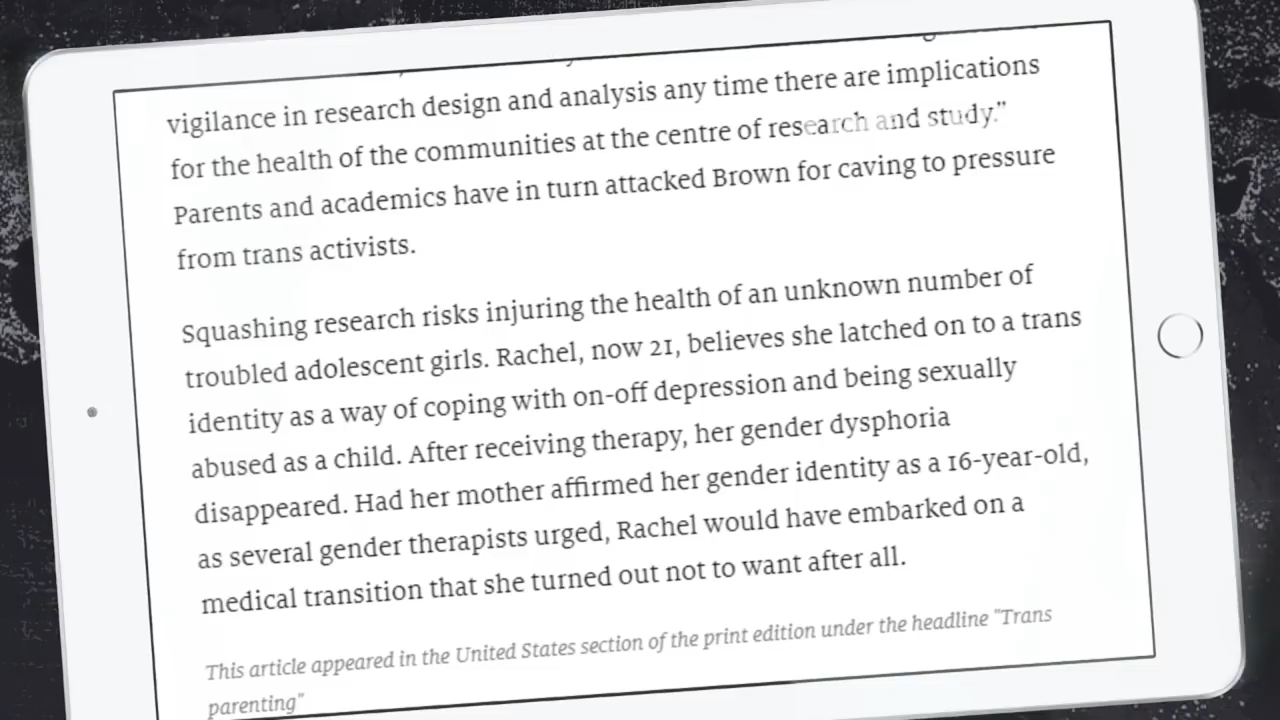 vigilance in research design and analysis any time there are implications
for the health of the communities at the centre of research and study.”
Parents and academics have in turn attacked Brown for caving to pressure
from trans activists.
Squashing research risks injuring the health of an unknown number of
troubled adolescent girls. Rachel, now 21, believes she latched on to a trans
identity as a way of coping with on-off depression and being sexually
abused as a child. After receiving therapy, her gender dysphoria
disappeared. Had her mother affirmed her gender identity as a 16-year-old,
as several gender therapists urged, Rachel would have embarked on a
medical transition that she turned out not to want after all.
This article appeared in the United States section of the print edition under the headline "Trans
parenting"